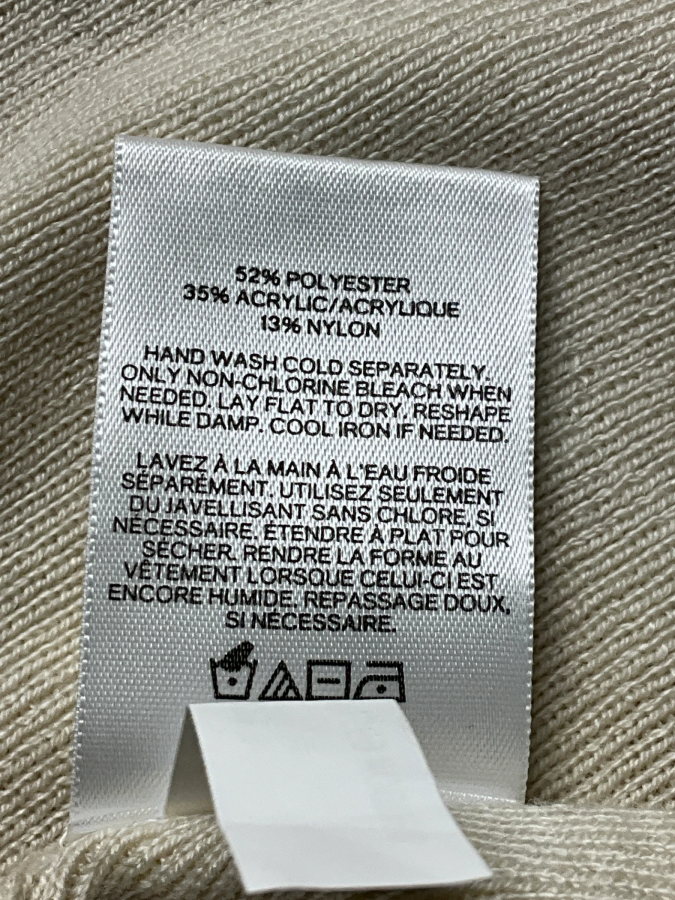 52% POLYESTER
35% ACRYLIC/ACRYLIQUE
13% NYLON
HAND WASH COLD SEPARATELY.
ONLY NON-CHLORINE BLEACH WHEN
NEEDED. LAY FLAT TO DRY. RESHAPE
WHILE DAMP. COOL IRON IF NEEDED.
LAVEZ À LA MAIN À L'EAU FROIDE
SÉPARÉMENT. UTILISEZ SEULEMENT
DU JAVELLISANT SANS CHLORE, SI
NÉCESSAIRE. ÉTENDRE À PLAT POUR
SÉCHER. RENDRE LA FORME AU
VÊTEMENT LORSQUE CELUI-CI EST
ENCORE HUMIDE. REPASSAGE DOUX,
SI NÉCESSAIRE.